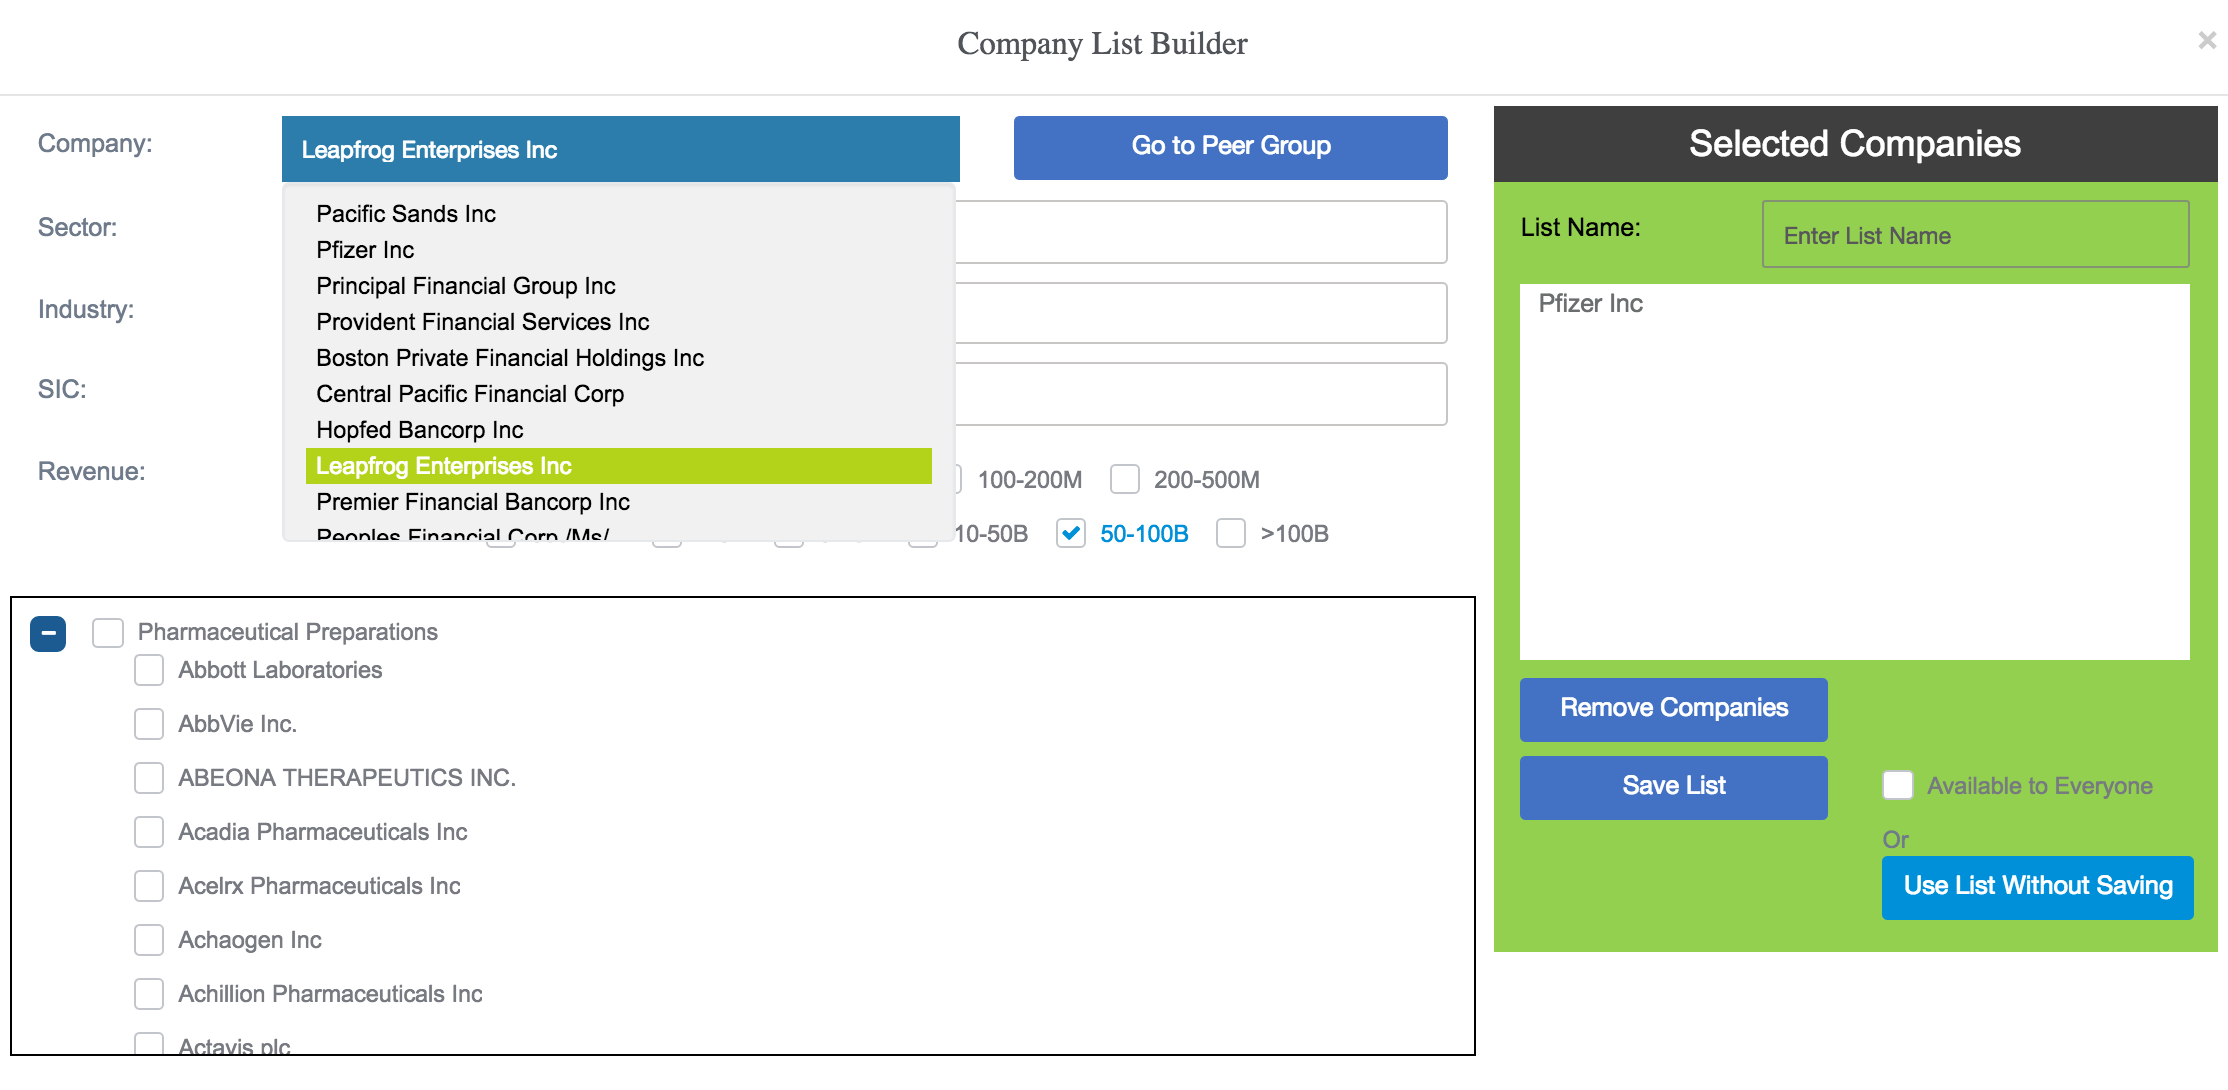 Company List Builder
×
Company:
Leapfrog Enterprises Inc
Go to Peer Group
Pacific Sands Inc
Pfizer Inc
Principal Financial Group Inc
Provident Financial Services Inc
Boston Private Financial Holdings Inc
Central Pacific Financial Corp
Hopfed Bancorp Inc
Leapfrog Enterprises Inc
Premier Financial Bancorp Inc
Peoples Financial Corp /Ms/
Sector:
Industry:
SIC:
Revenue:
100-200M 200-500M
10-50B 50-100B >100B
Pharmaceutical Preparations
Abbott Laboratories
AbbVie Inc.
ABEONA THERAPEUTICS INC.
Acadia Pharmaceuticals Inc
Acelrx Pharmaceuticals Inc
Achaogen Inc
Achillion Pharmaceuticals Inc
Actavis plc
Selected Companies
List Name: Enter List Name
Pfizer Inc
Remove Companies
Save List
Available to Everyone
Or
Use List Without Saving